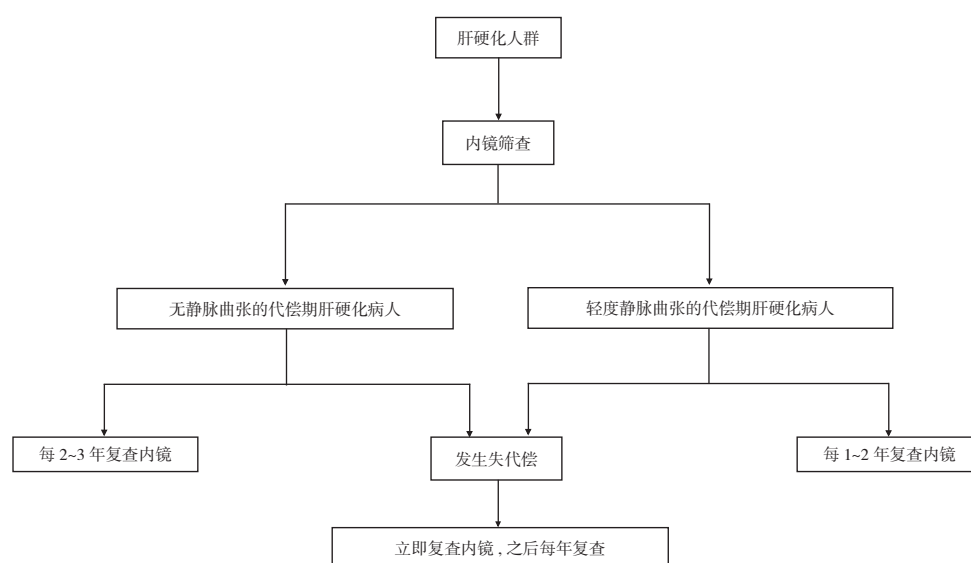 肝硬化人群
内镜筛查
无静脉曲张的代偿期肝硬化病人
轻度静脉曲张的代偿期肝硬化病人
每 2~3 年复查内镜
发生失代偿
每 1~2 年复查内镜
立即复查内镜 , 之后每年复查